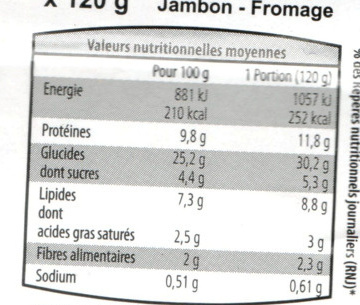 x 120 g Jambon - Fromage
Valeurs nutritionnelles moyennes
Pour 100 g 1 Portion (120 g)
Energie 881 kJ 1057 kJ
210 kcal 252 kcal
Protéines 9,8 g 11,8 g
Glucides 25,2 g 30,2 g
dont sucres 4,4 g 5,3 g
Lipides 7,3 g 8,8 g
dont
acides gras saturés 2,5 g 3 g
Fibres alimentaires 2 g 2,3 g
Sodium 0,51 g 0,61 g
% des Repères nutritionnels journaliers (RNJ)*